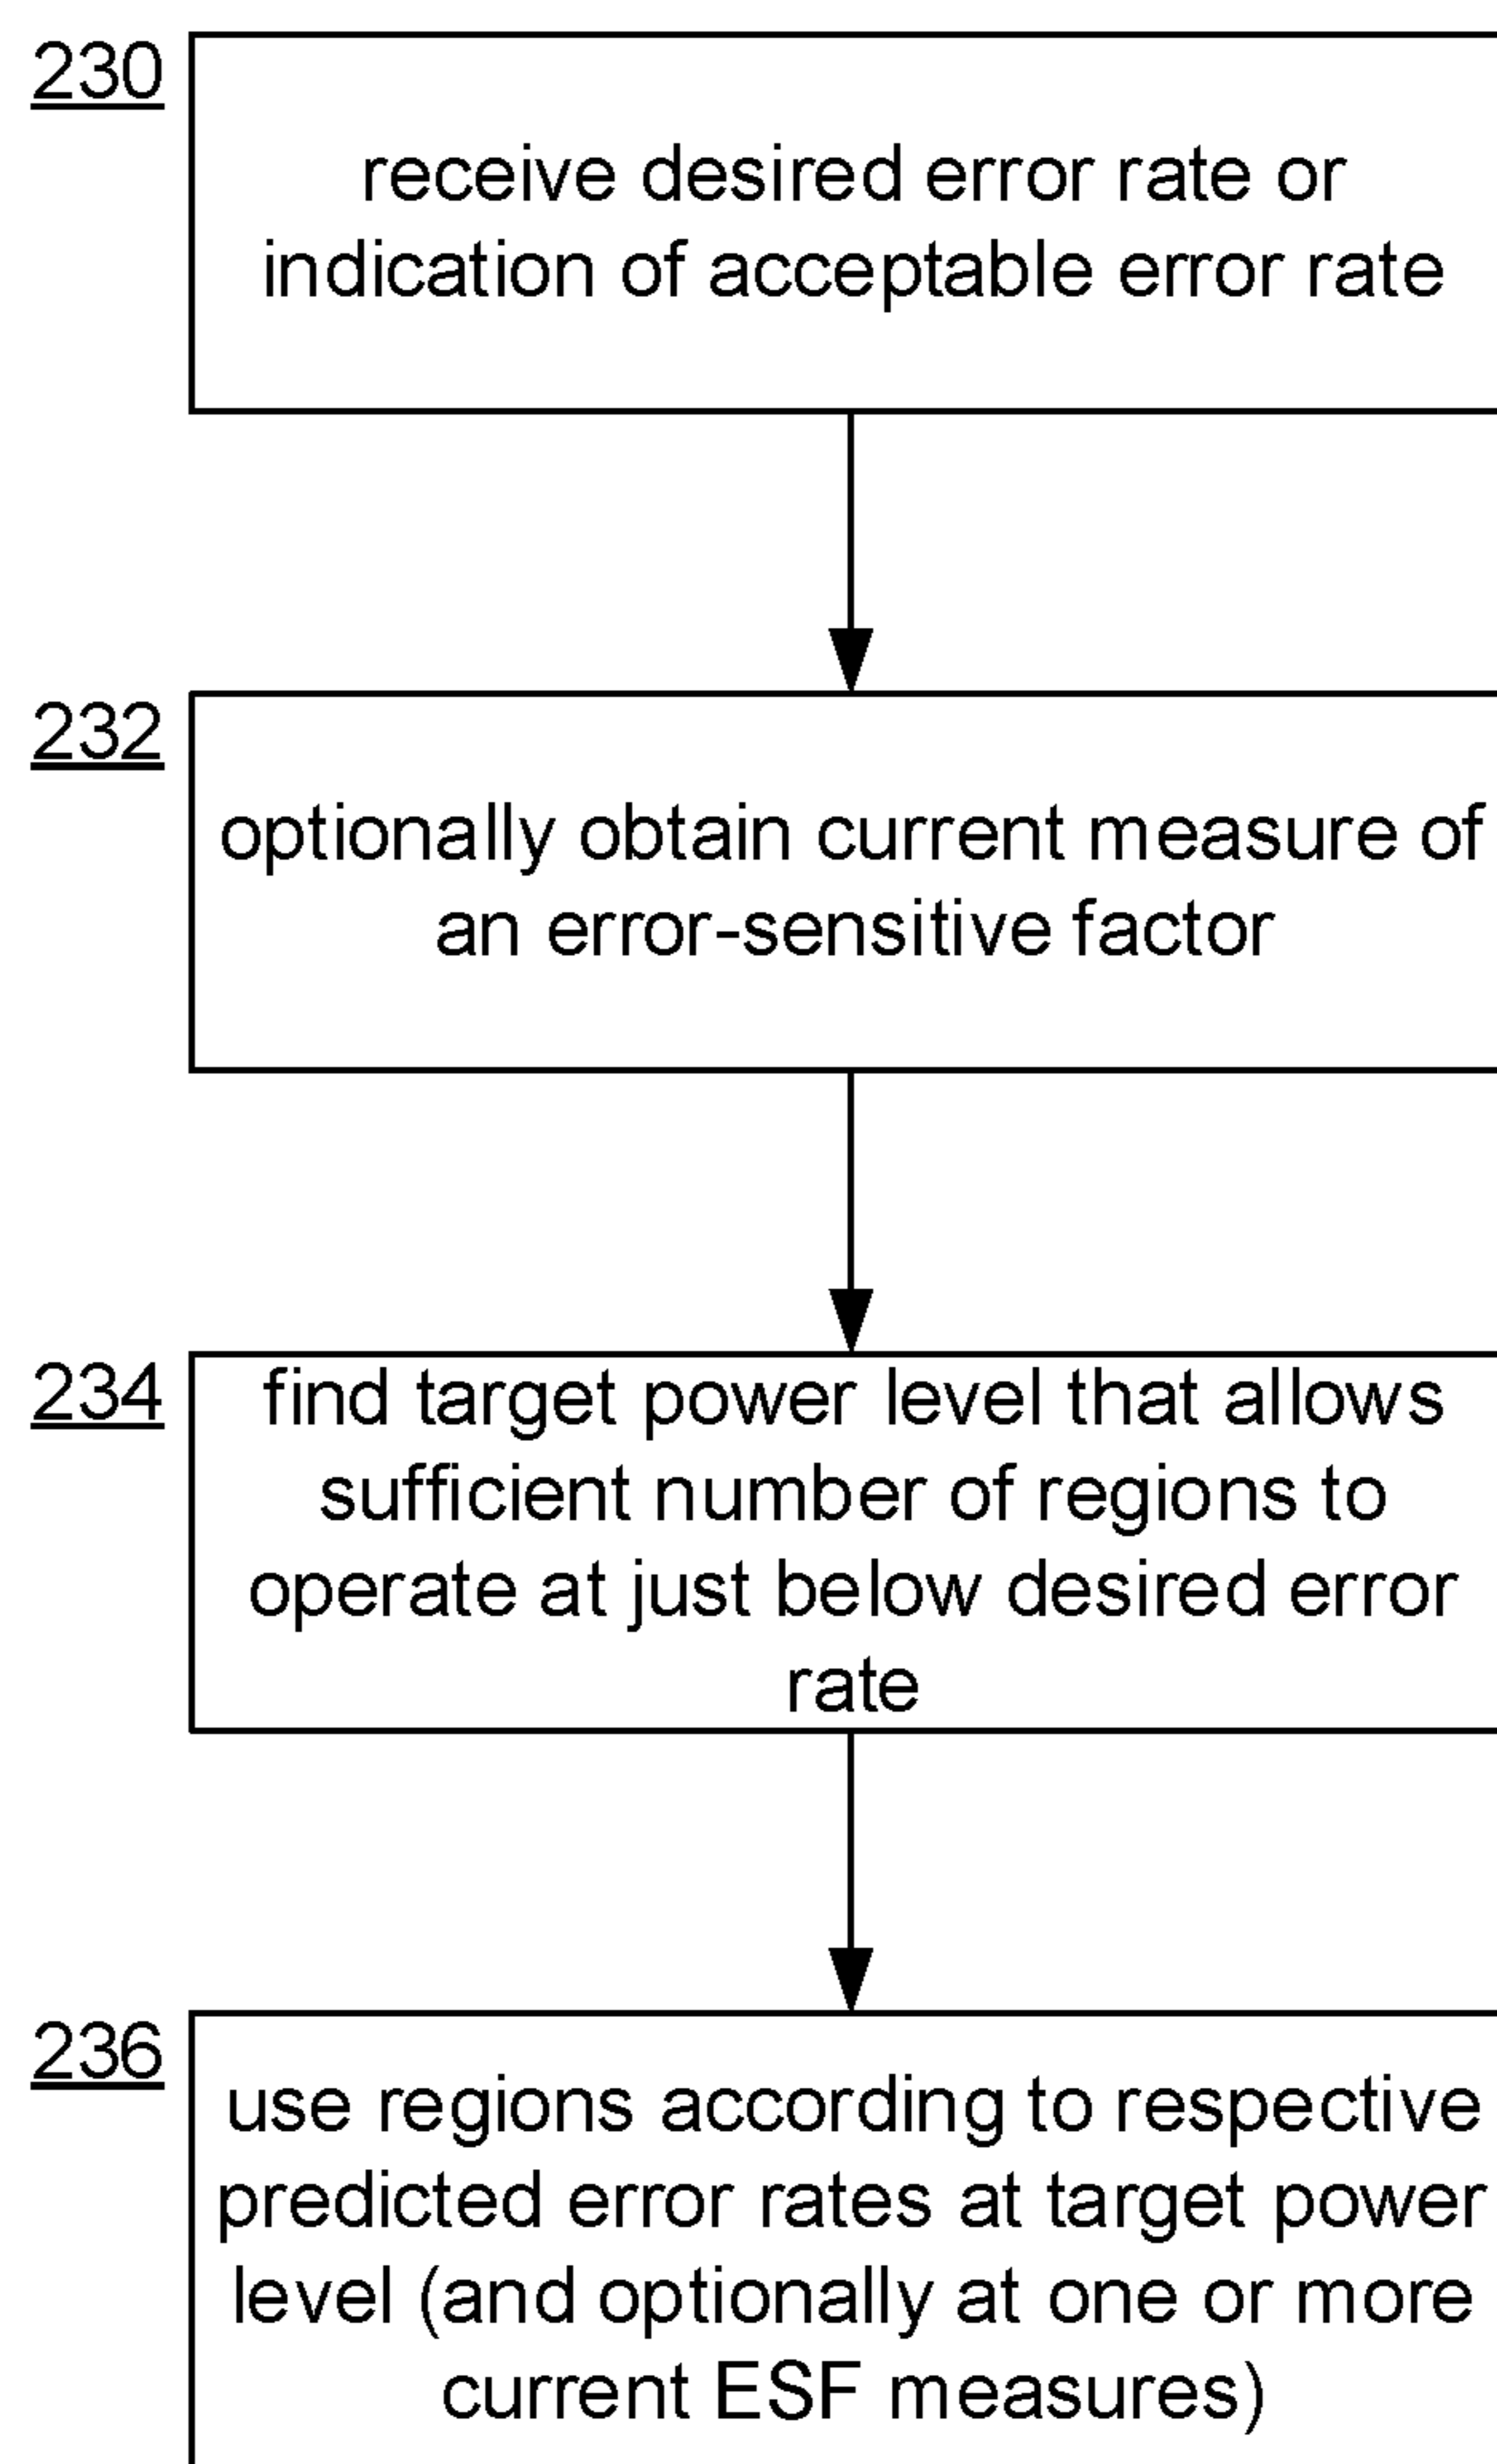 230
receive desired error rate or
indication of acceptable error rate
232
optionally obtain current measure of
an error-sensitive factor
234
find target power level that allows
sufficient number of regions to
operate at just below desired error
rate
236
use regions according to respective
predicted error rates at target power
level (and optionally at one or more
current ESF measures)